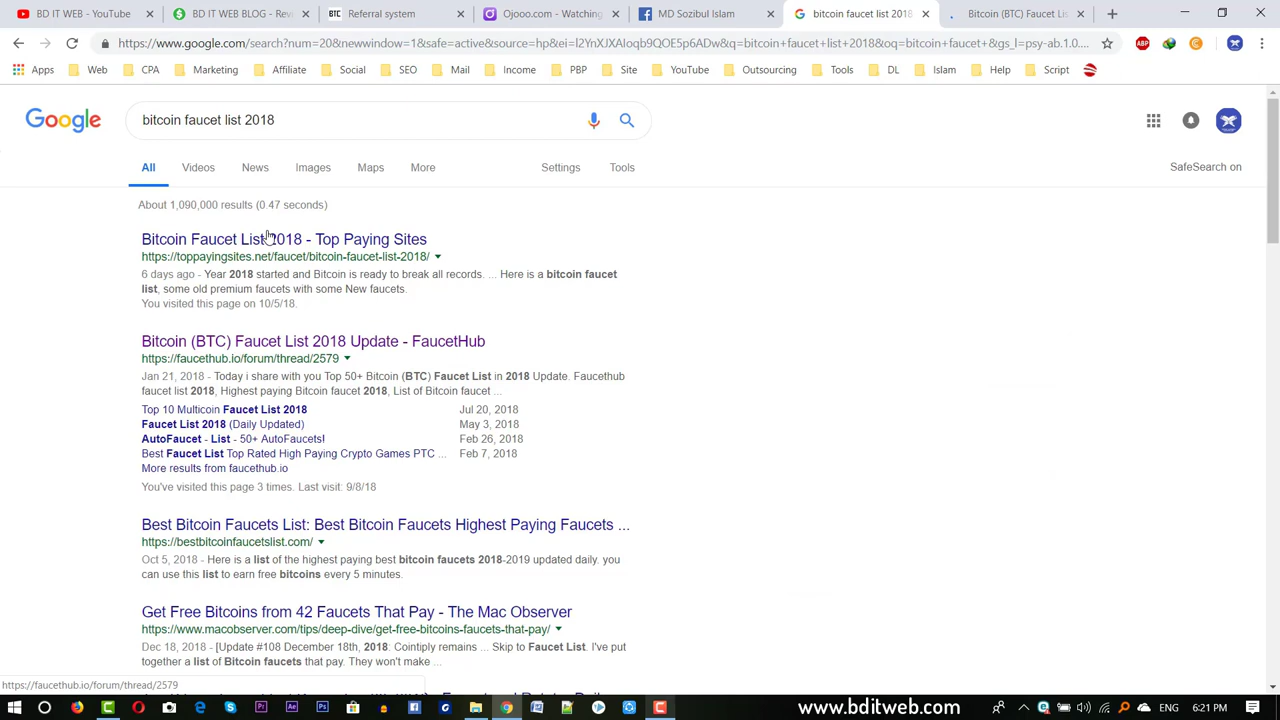 BD IT WEB - YouTube
BD IT WEB BLOG - Rev
Referral system
Ojooo.com - Watching
MD Sozibul Islam
bitcoin faucet list 2018
Bitcoin (BTC) Faucet Lis
https://www.google.com/search?num=20&newwindow=1&safe=active&source=hp&ei=l2YnXJXAIoqb9QOE5p6ADw&q=bitcoin+faucet+list+2018&oq=bitcoin+faucet+&gs_l=psy-ab.1.0....
Apps Web CPA Marketing Affiliate Social SEO Mail Income PBP Site YouTube Outsourcing Tools DL Islam Help Script
Google
bitcoin faucet list 2018
All Videos News Images Maps More Settings Tools SafeSearch on
About 1,090,000 results (0.47 seconds)
Bitcoin Faucet List 2018 - Top Paying Sites
https://toppayingsites.net/faucet/bitcoin-faucet-list-2018/
6 days ago - Year 2018 started and Bitcoin is ready to break all records. ... Here is a bitcoin faucet
list, some old premium faucets with some New faucets.
You visited this page on 10/5/18.
Bitcoin (BTC) Faucet List 2018 Update - FaucetHub
https://faucethub.io/forum/thread/2579
Jan 21, 2018 - Today i share with you Top 50+ Bitcoin (BTC) Faucet List in 2018 Update. Faucethub
faucet list 2018, Highest paying Bitcoin faucet 2018, List of Bitcoin faucet ...
Top 10 Multicoin Faucet List 2018 Jul 20, 2018
Faucet List 2018 (Daily Updated) May 3, 2018
AutoFaucet - List - 50+ AutoFaucets! Feb 26, 2018
Best Faucet List Top Rated High Paying Crypto Games PTC ... Feb 7, 2018
More results from faucethub.io
You've visited this page 3 times. Last visit: 9/8/18
Best Bitcoin Faucets List: Best Bitcoin Faucets Highest Paying Faucets ...
https://bestbitcoinfaucetslist.com/
Oct 5, 2018 - Here is a list of the highest paying best bitcoin faucets 2018-2019 updated daily. you
can use this list to earn free bitcoins every 5 minutes.
Get Free Bitcoins from 42 Faucets That Pay - The Mac Observer
https://www.macobserver.com/tips/deep-dive/get-free-bitcoins-faucets-that-pay/
Dec 18, 2018 - [Update #108 December 18th, 2018: Cointiply remains ... Skip to Faucet List. I've put
together a list of Bitcoin faucets that pay. They won't make ...
https://faucethub.io/forum/thread/2579
www.bditweb.com
ENG 6:21 PM